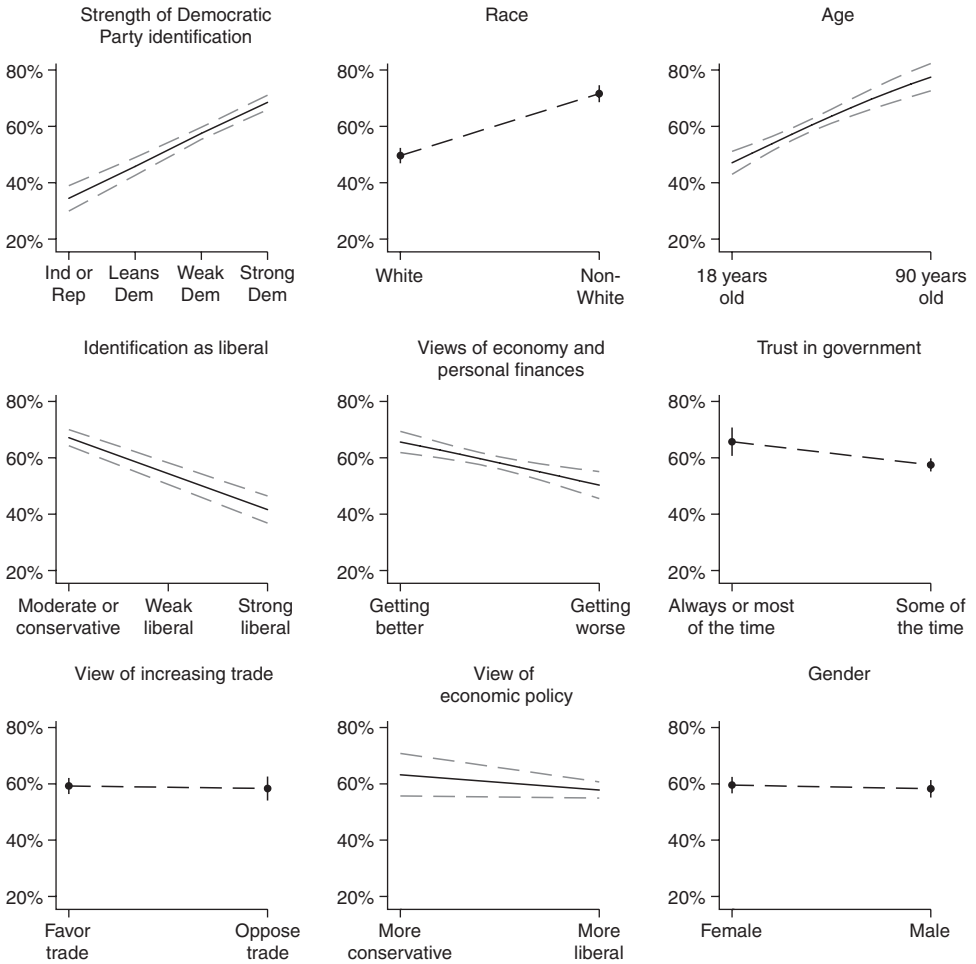 Strength of Democratic
Party identification
80%
60%
40%
20%
Ind or Leans Weak Strong
Rep Dem Dem Dem
Race
80%
60%
40%
20%
White Non-
White
Age
80%
60%
40%
20%
18 years 90 years
old old
Identification as liberal
80%
60%
40%
20%
Moderate or Weak Strong
conservative liberal liberal
Views of economy and
personal finances
80%
60%
40%
20%
Getting Getting
better worse
Trust in government
80%
60%
40%
20%
Always or most Some of
of the time the time
View of increasing trade
80%
60%
40%
20%
Favor Oppose
trade trade
View of
economic policy
80%
60%
40%
20%
More More
conservative liberal
Gender
80%
60%
40%
20%
Female Male